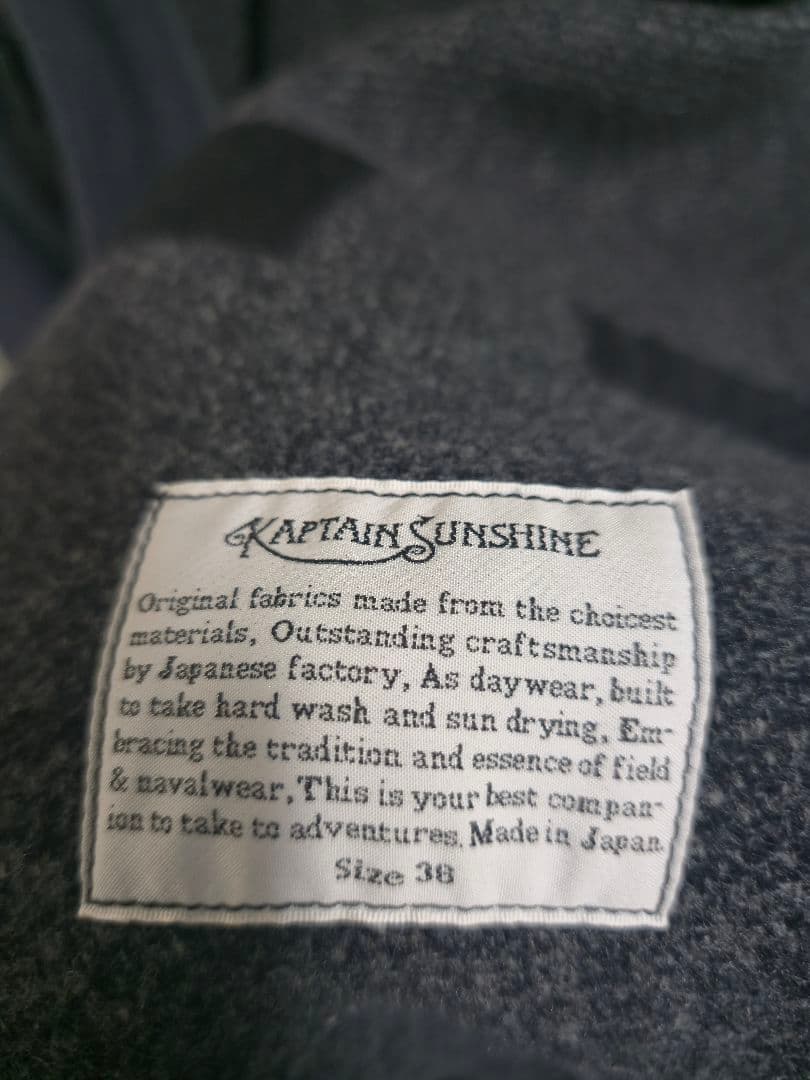 KAPTAIN SUNSHINE
Original fabrics made from the choicest
materials, Outstanding craftsmanship
by Japanese factory, As daywear, built
to take hard wash and sun drying, Em-
bracing the tradition and essence of field
& navalwear, This is your best compan-
ion to take to adventures. Made in Japan
Size 38